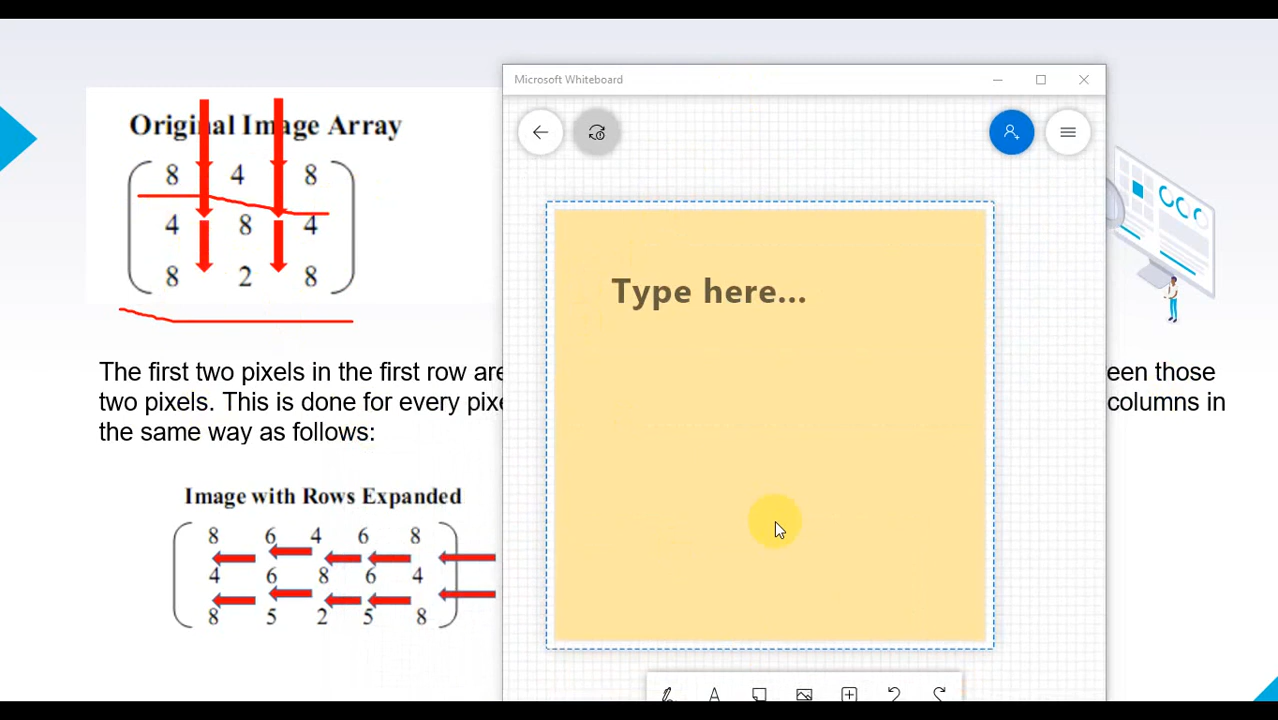 Original Image Array
8 4 8
4 8 4
8 2 8
The first two pixels in the first row are
two pixels. This is done for every
the same way as follows:
Image with Rows Expanded
8 6 4 6 8
4 6 8 6 4
8 5 2 5 8
Microsoft Whiteboard
Type here...
those
columns in